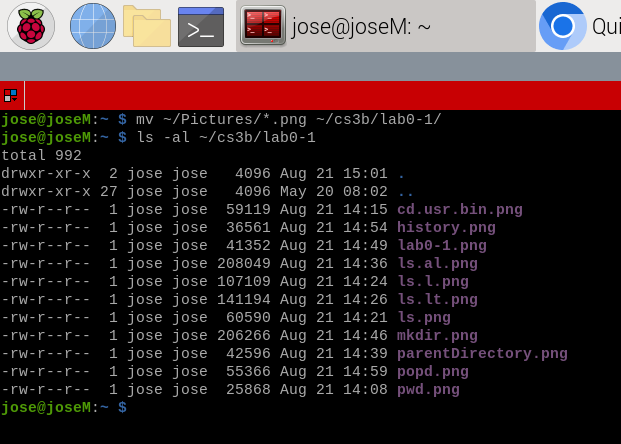 jose@joseM: ~
Qui
jose@joseM:~ $ mv ~/Pictures/*.png ~/cs3b/lab0-1/
jose@joseM:~ $ ls -al ~/cs3b/lab0-1
total 992
drwxr-xr-x  2 jose jose   4096 Aug 21 15:01 .
drwxr-xr-x 27 jose jose   4096 May 20 08:02 ..
-rw-r--r--  1 jose jose  59119 Aug 21 14:15 cd.usr.bin.png
-rw-r--r--  1 jose jose  36561 Aug 21 14:54 history.png
-rw-r--r--  1 jose jose  41352 Aug 21 14:49 lab0-1.png
-rw-r--r--  1 jose jose 208049 Aug 21 14:36 ls.al.png
-rw-r--r--  1 jose jose 107109 Aug 21 14:24 ls.l.png
-rw-r--r--  1 jose jose 141194 Aug 21 14:26 ls.lt.png
-rw-r--r--  1 jose jose  60590 Aug 21 14:21 ls.png
-rw-r--r--  1 jose jose 206266 Aug 21 14:46 mkdir.png
-rw-r--r--  1 jose jose  42596 Aug 21 14:39 parentDirectory.png
-rw-r--r--  1 jose jose  55366 Aug 21 14:59 popd.png
-rw-r--r--  1 jose jose  25868 Aug 21 14:08 pwd.png
jose@joseM:~ $